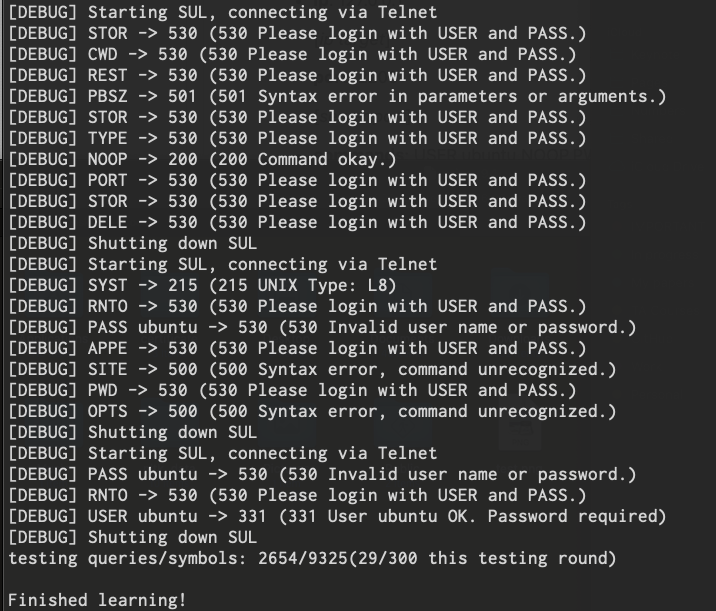 [DEBUG] Starting SUL, connecting via Telnet
[DEBUG] STOR -> 530 (530 Please login with USER and PASS.)
[DEBUG] CWD -> 530 (530 Please login with USER and PASS.)
[DEBUG] REST -> 530 (530 Please login with USER and PASS.)
[DEBUG] PBSZ -> 501 (501 Syntax error in parameters or arguments.)
[DEBUG] STOR -> 530 (530 Please login with USER and PASS.)
[DEBUG] TYPE -> 530 (530 Please login with USER and PASS.)
[DEBUG] NOOP -> 200 (200 Command okay.)
[DEBUG] PORT -> 530 (530 Please login with USER and PASS.)
[DEBUG] STOR -> 530 (530 Please login with USER and PASS.)
[DEBUG] DELE -> 530 (530 Please login with USER and PASS.)
[DEBUG] Shutting down SUL
[DEBUG] Starting SUL, connecting via Telnet
[DEBUG] SYST -> 215 (215 UNIX Type: L8)
[DEBUG] RNTO -> 530 (530 Please login with USER and PASS.)
[DEBUG] PASS ubuntu -> 530 (530 Invalid user name or password.)
[DEBUG] APPE -> 530 (530 Please login with USER and PASS.)
[DEBUG] SITE -> 500 (500 Syntax error, command unrecognized.)
[DEBUG] PWD -> 530 (530 Please login with USER and PASS.)
[DEBUG] OPTS -> 500 (500 Syntax error, command unrecognized.)
[DEBUG] Shutting down SUL
[DEBUG] Starting SUL, connecting via Telnet
[DEBUG] PASS ubuntu -> 530 (530 Invalid user name or password.)
[DEBUG] RNTO -> 530 (530 Please login with USER and PASS.)
[DEBUG] USER ubuntu -> 331 (331 User ubuntu OK. Password required)
[DEBUG] Shutting down SUL
testing queries/symbols: 2654/9325(29/300 this testing round)
Finished learning!